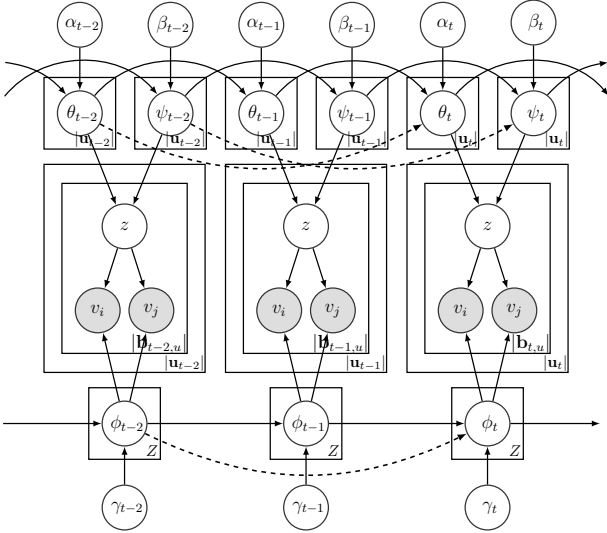 α_{t−2} β_{t−2} α_{t−1} β_{t−1} α_t β_t
θ_{t−2} ψ_{t−2} θ_{t−1} ψ_{t−1} θ_t ψ_t
|𝐮_{t−2}| |𝐮_{t−2}| |𝐮_{t−1}| |𝐮_{t−1}| |𝐮_t| |𝐮_t|
z z z
v_i v_j v_i v_j v_i v_j
|𝐛_{t−2,u}| |𝐛_{t−1,u}| |𝐛_{t,u}|
|𝐮_{t−2}| |𝐮_{t−1}| |𝐮_t|
ϕ_{t−2} ϕ_{t−1} ϕ_t
Z Z Z
γ_{t−2} γ_{t−1} γ_t